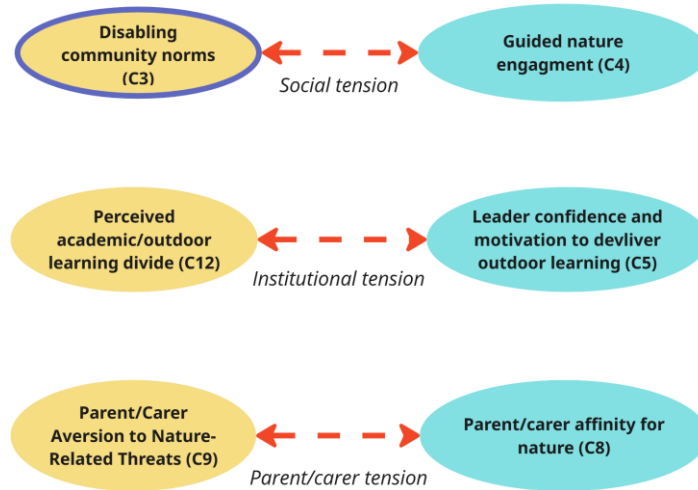 Disabling
community norms
(C3)
Guided nature
engagment (C4)
Social tension
Perceived
academic/outdoor
learning divide (C12)
Leader confidence and
motivation to devliver
outdoor learning (C5)
Institutional tension
Parent/Carer
Aversion to Nature-
Related Threats (C9)
Parent/carer affinity for
nature (C8)
Parent/carer tension